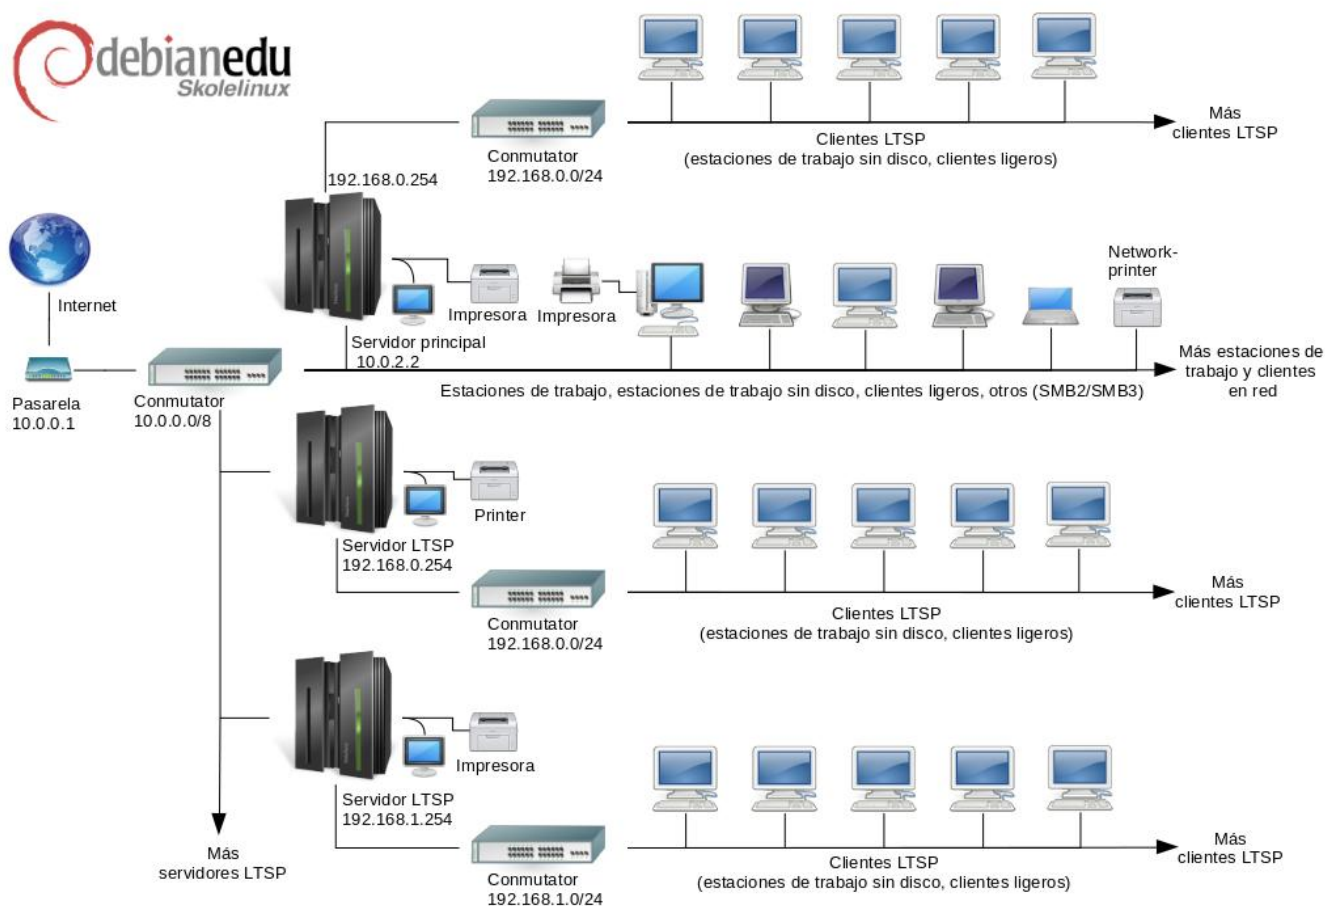 debianedu
Skolelinux
Más
clientes LTSP
Clientes LTSP
(estaciones de trabajo sin disco, clientes ligeros)
Conmutator
192.168.0.0/24
192.168.0.254
Internet
Impresora
Impresora
Network-
printer
Servidor principal
10.0.2.2
Pasarela
10.0.0.1
Conmutator
10.0.0.0/8
Estaciones de trabajo, estaciones de trabajo sin disco, clientes ligeros, otros (SMB2/SMB3)
Más estaciones de
trabajo y clientes
en red
Printer
Servidor LTSP
192.168.0.254
Conmutator
192.168.0.0/24
Clientes LTSP
(estaciones de trabajo sin disco, clientes ligeros)
Más
clientes LTSP
Impresora
Servidor LTSP
192.168.1.254
Más
servidores LTSP
Conmutator
192.168.1.0/24
Clientes LTSP
(estaciones de trabajo sin disco, clientes ligeros)
Más
clientes LTSP